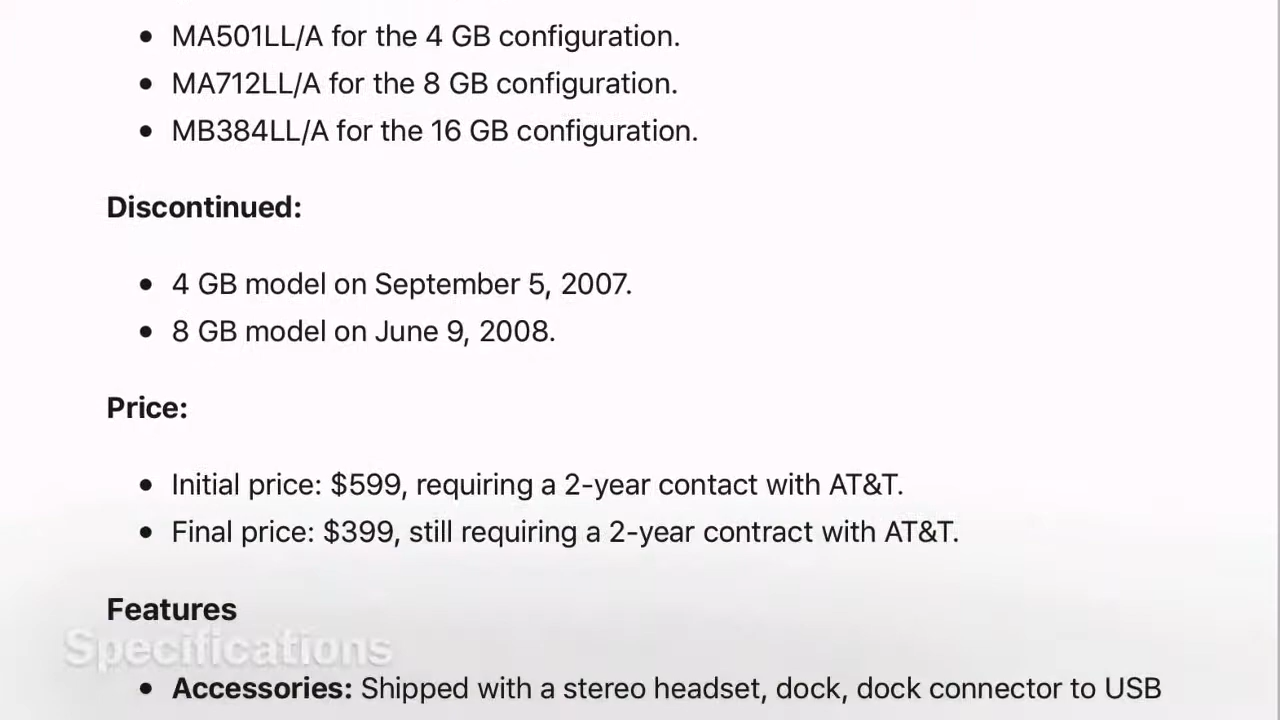 • MA501LL/A for the 4 GB configuration.
• MA712LL/A for the 8 GB configuration.
• MB384LL/A for the 16 GB configuration.
Discontinued:
• 4 GB model on September 5, 2007.
• 8 GB model on June 9, 2008.
Price:
• Initial price: $599, requiring a 2-year contact with AT&T.
• Final price: $399, still requiring a 2-year contract with AT&T.
Features
Specifications
• Accessories: Shipped with a stereo headset, dock, dock connector to USB